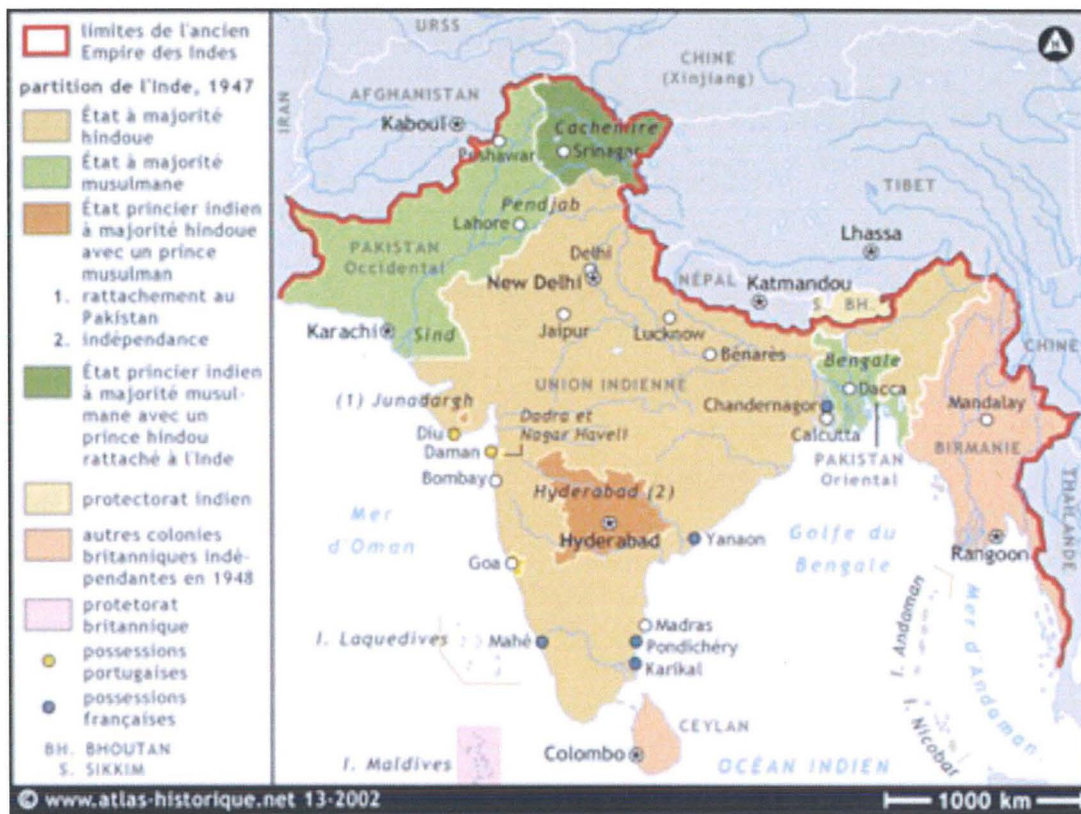 limites de l'ancien
Empire des Indes
partition de l'Inde, 1947
État à majorité
hindoue
État à majorité
musulmane
État princier indien
à majorité hindoue
avec un prince
musulman
1. rattachement au
Pakistan
2. indépendance
État princier indien
à majorité musul-
mane avec un
prince hindou
rattaché à l'Inde
protectorat indien
autres colonies
britanniques indé-
pendantes en 1948
protetorat
britannique
possessions
portugaises
possessions
françaises
BH. BHOUTAN
S. SIKKIM
URSS
N
CHINE
(Xinjiang)
IRAN
AFGHANISTAN
Kaboul
Cachemire
Peshawar
Srinagar
TIBET
Pendjab
Lahore
Lhassa
PAKISTAN
Occidental
Delhi
New Delhi
NÉPAL
Katmandou
S. BH.
Karachi
Sind
Jaipur
Lucknow
Bénarès
CHINE
Bengale
UNION INDIENNE
Dacca
(1) Junadargh
Chandernagor
Mandalay
Dadra et
Nagar Haveli
Diu
Calcutta
BIRMANIE
Daman
PAKISTAN
Oriental
Bombay
Hyderabad (2)
THAILANDE
Mer
d'Oman
Hyderabad
Yanaon
Golfe du
Bengale
Rangoon
Goa
I. Andaman
Mer d'Andaman
I. Laquedives
Mahé
Madras
Pondichéry
Karikal
I. Nicobar
CEYLAN
Colombo
I. Maldives
OCÉAN INDIEN
© www.atlas-historique.net 13-2002
1000 km